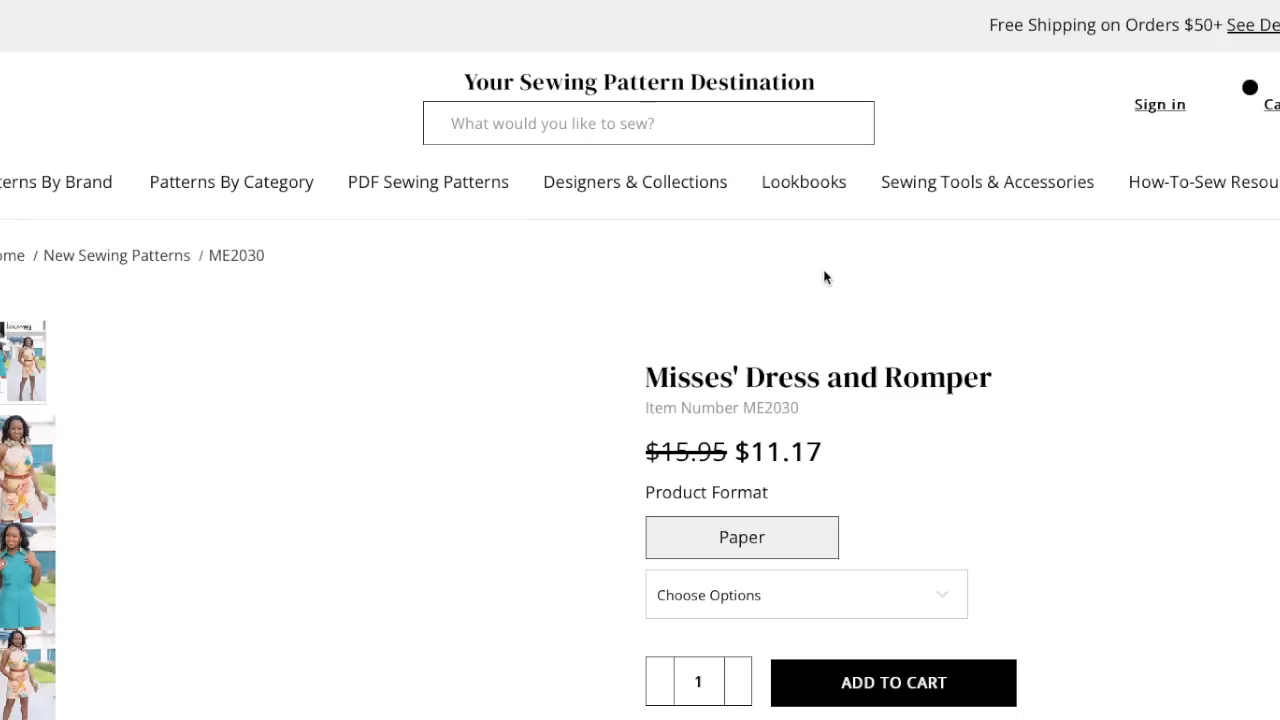 Free Shipping on Orders $50+ See De
Your Sewing Pattern Destination
What would you like to sew?
Sign in
Ca
terns By Brand Patterns By Category PDF Sewing Patterns Designers & Collections Lookbooks Sewing Tools & Accessories How-To-Sew Resou
ome / New Sewing Patterns / ME2030
Misses' Dress and Romper
Item Number ME2030
$15.95 $11.17
Product Format
Paper
Choose Options
1
ADD TO CART